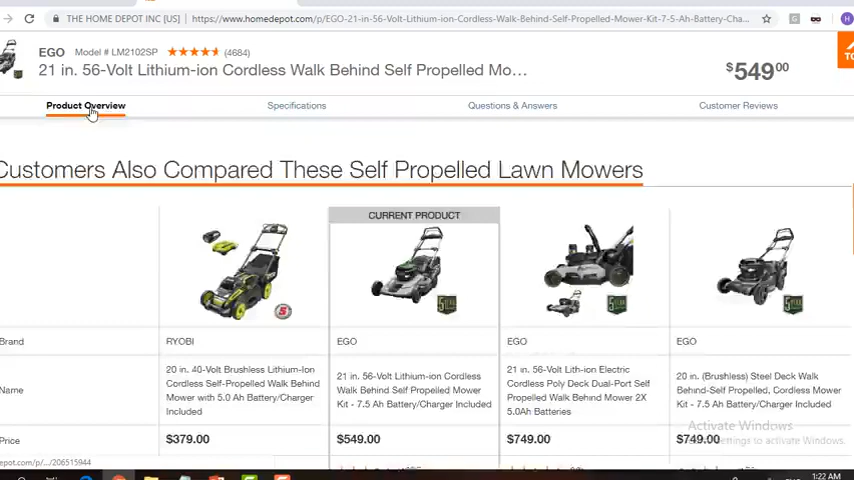 THE HOME DEPOT INC [US] https://www.homedepot.com/p/EGO-21-in-56-Volt-Lithium-ion-Cordless-Walk-Behind-Self-Propelled-Mower-Kit-7-5-Ah-Battery-Cha...
EGO Model # LM2102SP (4684)
21 in. 56-Volt Lithium-ion Cordless Walk Behind Self Propelled Mo...
$549⁰⁰
Product Overview Specifications Questions & Answers Customer Reviews
Customers Also Compared These Self Propelled Lawn Mowers
CURRENT PRODUCT
Brand RYOBI EGO EGO EGO
20 in. 40-Volt Brushless Lithium-Ion
Cordless Self-Propelled Walk Behind
Mower with 5.0 Ah Battery/Charger
Included
21 in. 56-Volt Lithium-ion Cordless
Walk Behind Self Propelled Mower
Kit - 7.5 Ah Battery/Charger Included
21 in. 56-Volt Lith-ion Electric
Cordless Poly Deck Dual-Port Self
Propelled Walk Behind Mower 2X
5.0Ah Batteries
20 in. (Brushless) Steel Deck Walk
Behind-Self Propelled, Cordless Mower
Kit - 7.5 Ah Battery/Charger Included
Name
Price $379.00 $549.00 $749.00 $749.00
Activate Windows
settings to activate Windows.
depot.com/p/.../206515944
1:22 AM